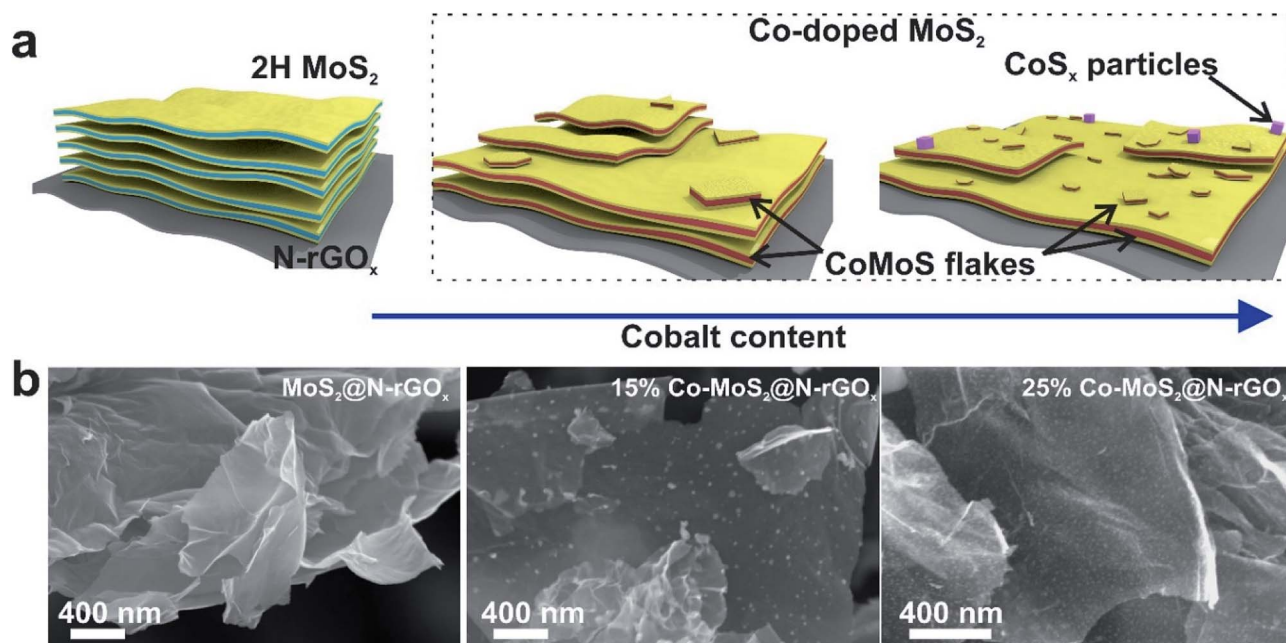 a
Co-doped MoS₂
2H MoS₂
CoSₓ particles
N-rGOₓ
CoMoS flakes
Cobalt content
b
MoS₂@N-rGOₓ
15% Co-MoS₂@N-rGOₓ
25% Co-MoS₂@N-rGOₓ
400 nm
400 nm
400 nm